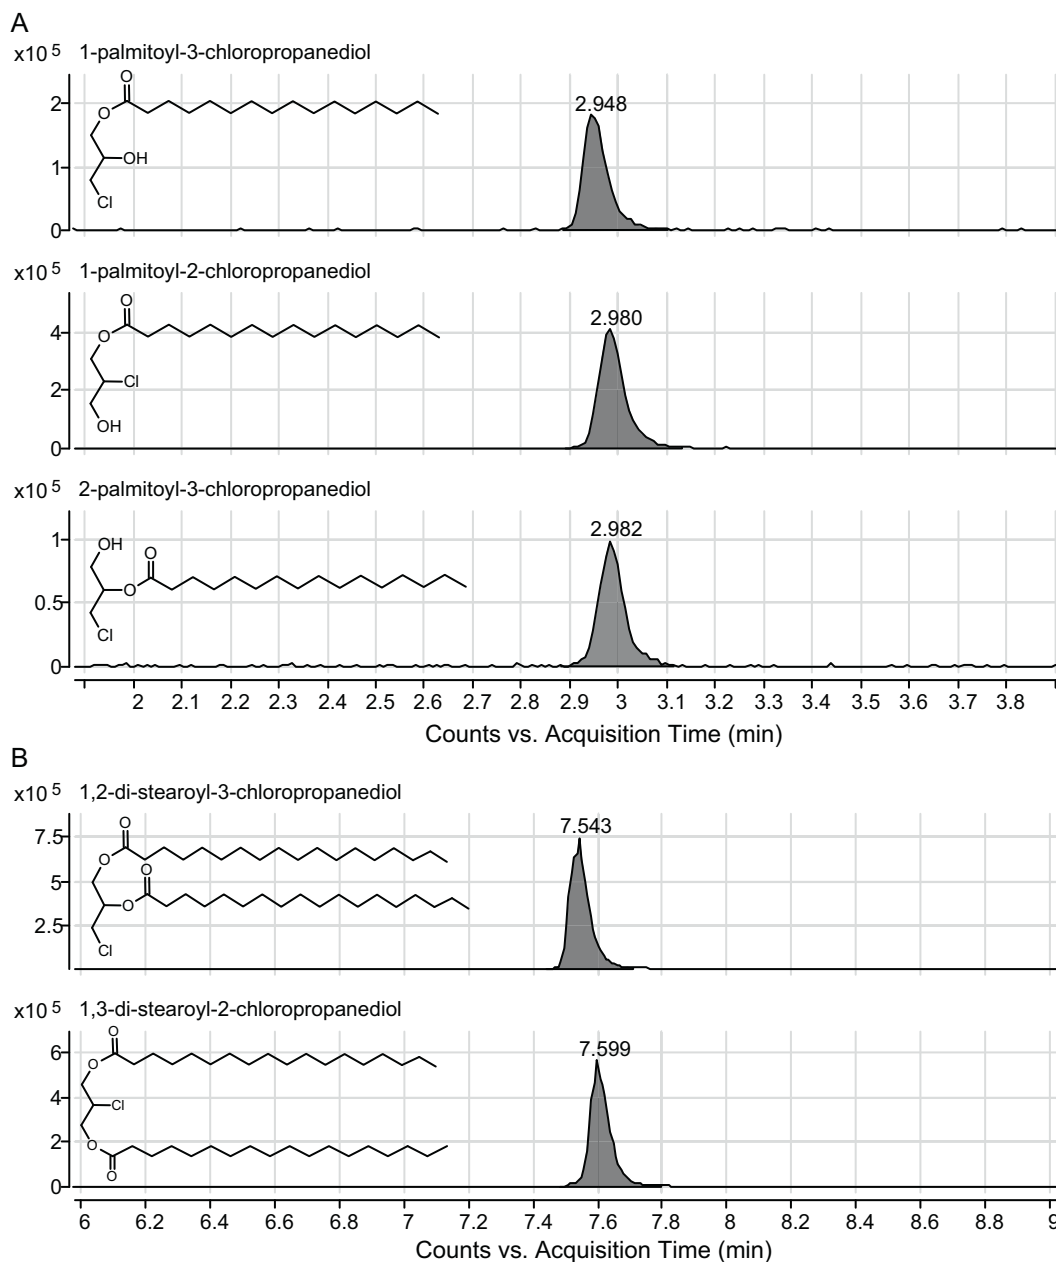 A
x10 5 1-palmitoyl-3-chloropropanediol
O
2
2.948
O
OH
1
Cl
0
x10 5 1-palmitoyl-2-chloropropanediol
O
2.980
4
O
Cl
2
OH
0
x10 5 2-palmitoyl-3-chloropropanediol
2.982
1
OH
O
O
0.5
Cl
0
2 2.1 2.2 2.3 2.4 2.5 2.6 2.7 2.8 2.9 3 3.1 3.2 3.3 3.4 3.5 3.6 3.7 3.8
Counts vs. Acquisition Time (min)
B
x10 5 1,2-di-stearoyl-3-chloropropanediol
O
7.543
7.5
O
O
5
O
2.5
Cl
x10 5 1,3-di-stearoyl-2-chloropropanediol
O
7.599
6
O
4
Cl
2
O
O
0
6 6.2 6.4 6.6 6.8 7 7.2 7.4 7.6 7.8 8 8.2 8.4 8.6 8.8 9
Counts vs. Acquisition Time (min)